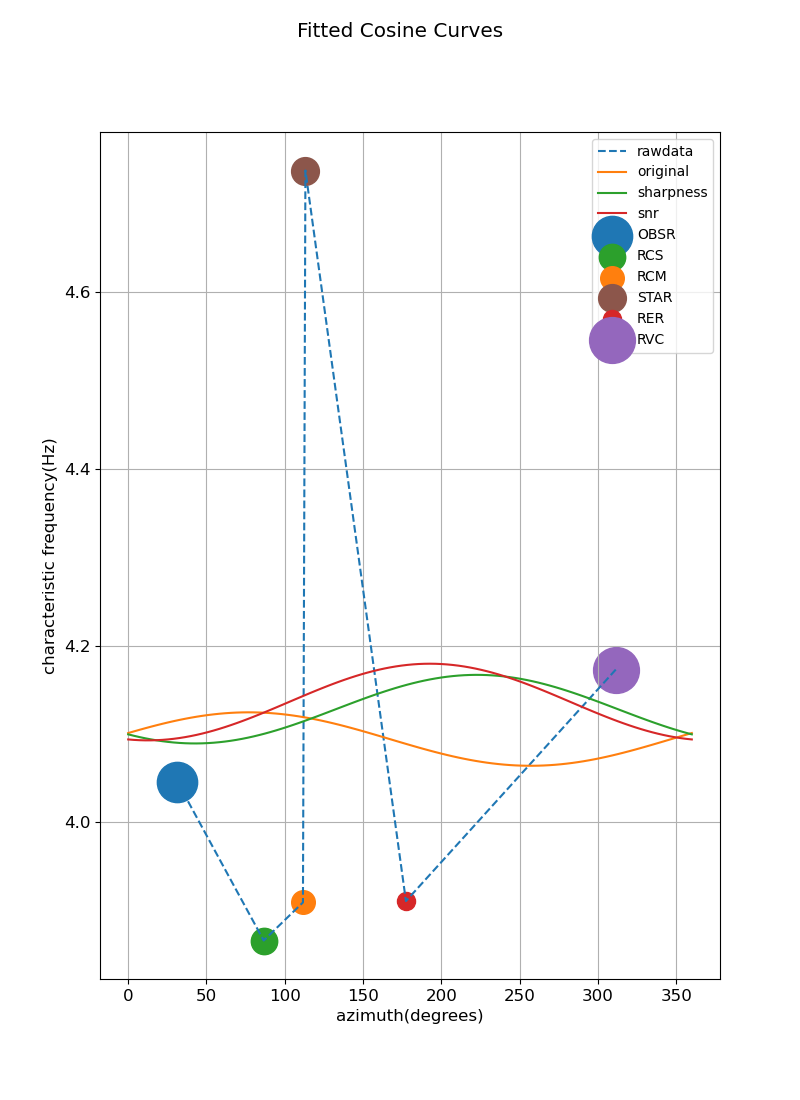 Fitted Cosine Curves
rawdata
original
sharpness
snr
OBSR
RCS
RCM
STAR
RER
RVC
characteristic frequency(Hz)
4.6
4.4
4.2
4.0
0 50 100 150 200 250 300 350
azimuth(degrees)